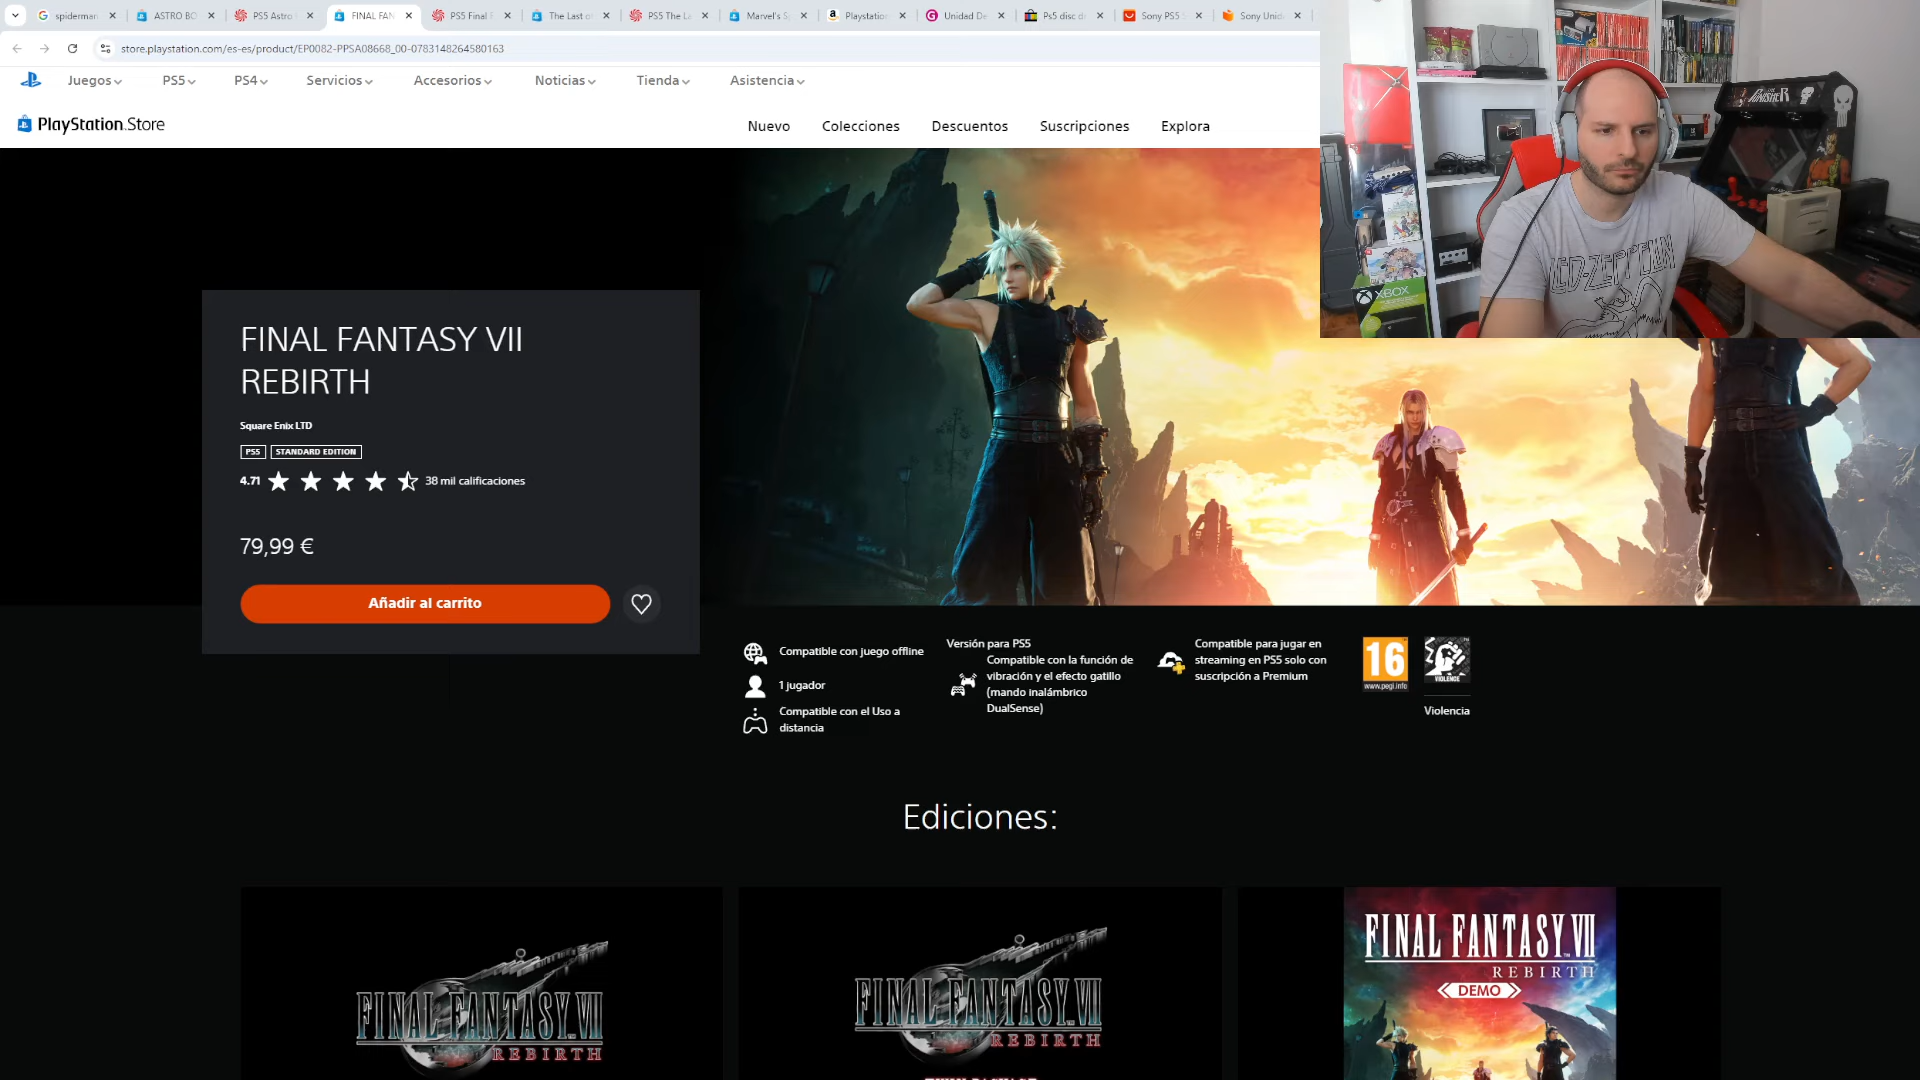 spiderman
ASTRO BO
PS5 Astro
FINAL FAN
PS5 Final F
The Last o
PS5 The La
Marvel's S
Playstation
Unidad De
Ps5 disc dr
Sony PS5 S
Sony Unid
store.playstation.com/es-es/product/EP0082-PPSA08668_00-0783148264580163
Juegos
PS5
PS4
Servicios
Accesorios
Noticias
Tienda
Asistencia
PlayStation.Store
Nuevo
Colecciones
Descuentos
Suscripciones
Explora
PUNISHER
LED-ZEPPELIN
XBOX
FINAL FANTASY VII
REBIRTH
Square Enix LTD
PS5 STANDARD EDITION
4.71 38 mil calificaciones
79,99 €
Añadir al carrito
Compatible con juego offline
1 jugador
Compatible con el Uso a
distancia
Versión para PS5
Compatible con la función de
vibración y el efecto gatillo
(mando inalámbrico
DualSense)
Compatible para jugar en
streaming en PS5 solo con
suscripción a Premium
16
www.pegi.info
VIOLENCE
Violencia
Ediciones:
FINAL FANTASY VII
REBIRTH
FINAL FANTASY VII
REBIRTH
FINAL FANTASY VII
REBIRTH
DEMO